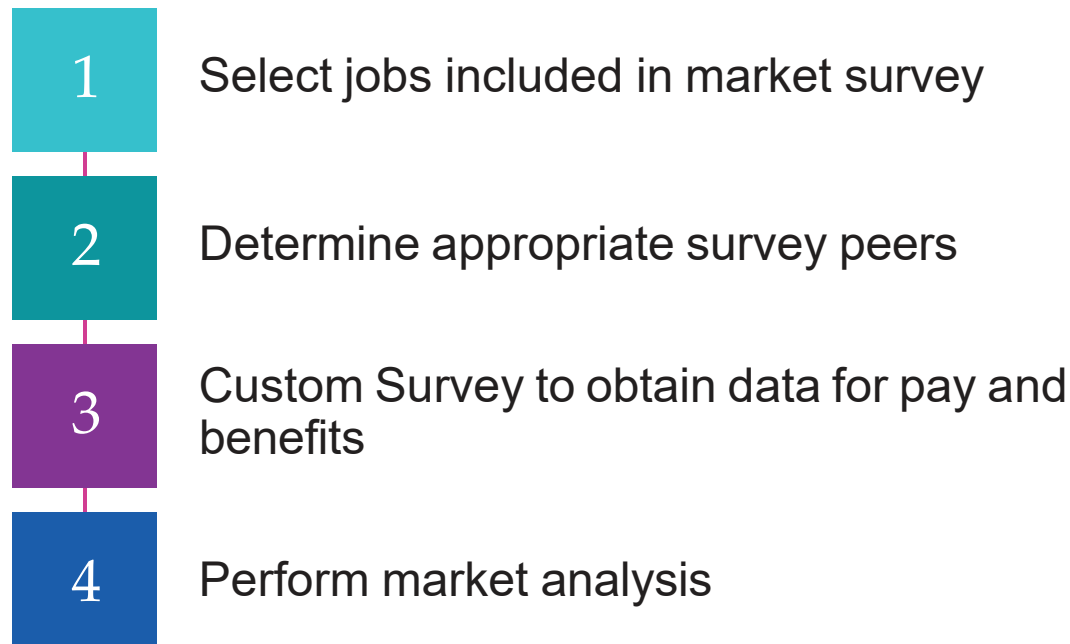 1
Select jobs included in market survey
2
Determine appropriate survey peers
3
Custom Survey to obtain data for pay and
benefits
4
Perform market analysis